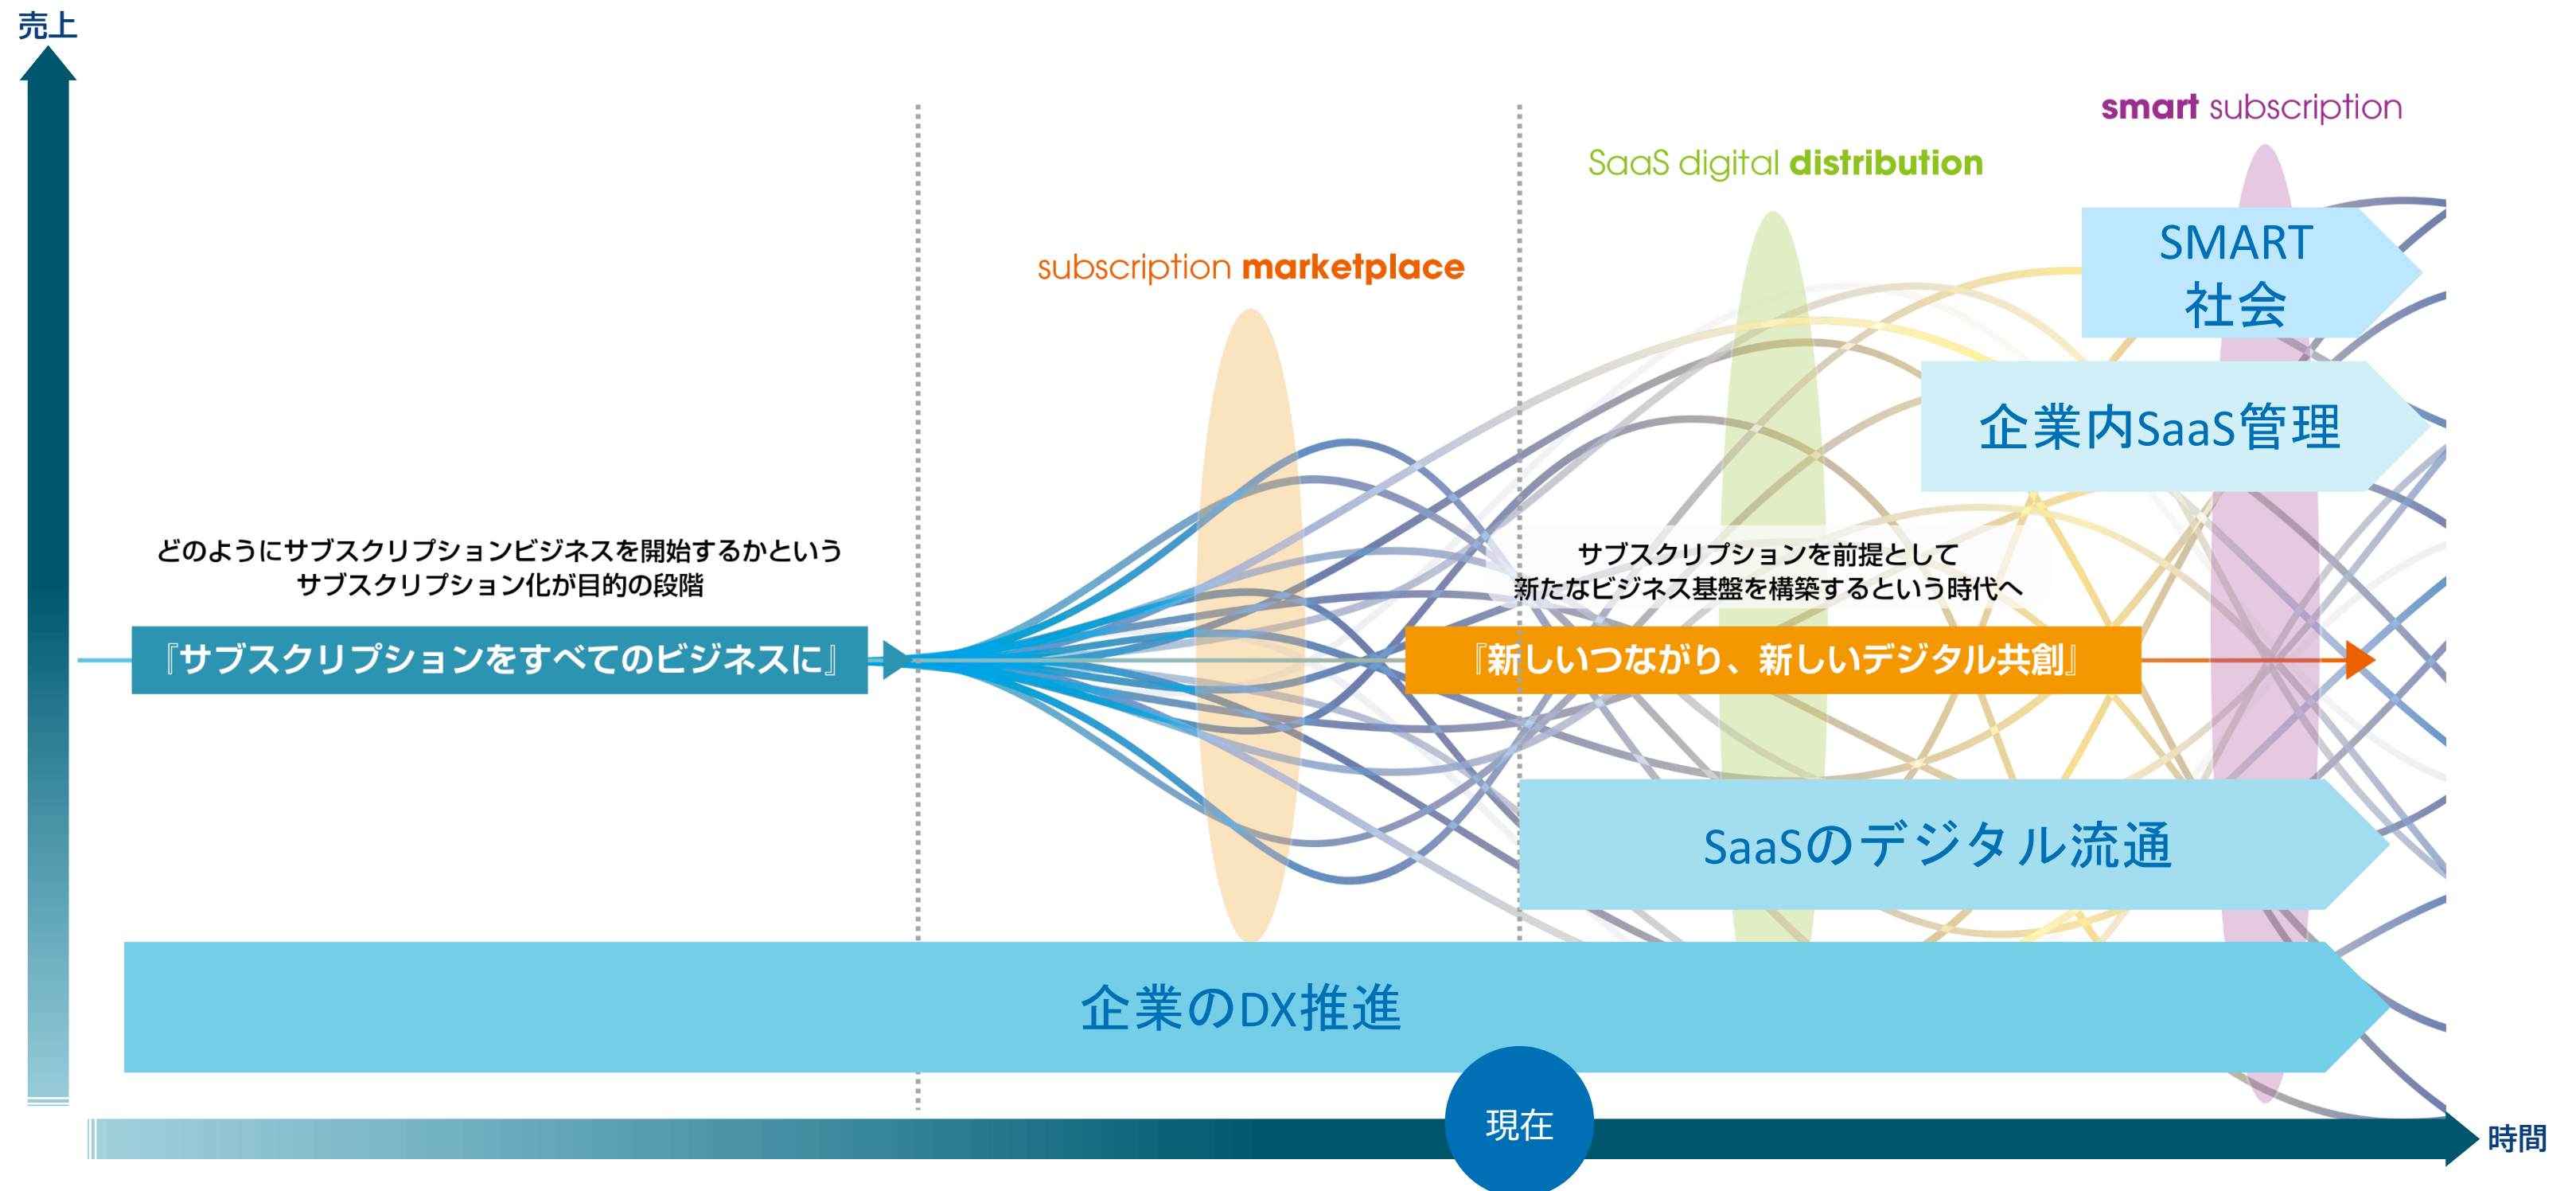 売上
smart subscription
SaaS digital distribution
subscription marketplace
SMART
社会
企業内SaaS管理
どのようにサブスクリプションビジネスを開始するかという
サブスクリプション化が目的の段階
サブスクリプションを前提として
新たなビジネス基盤を構築するという時代へ
『サブスクリプションをすべてのビジネスに』
『新しいつながり、新しいデジタル共創』
SaaSのデジタル流通
企業のDX推進
現在
時間